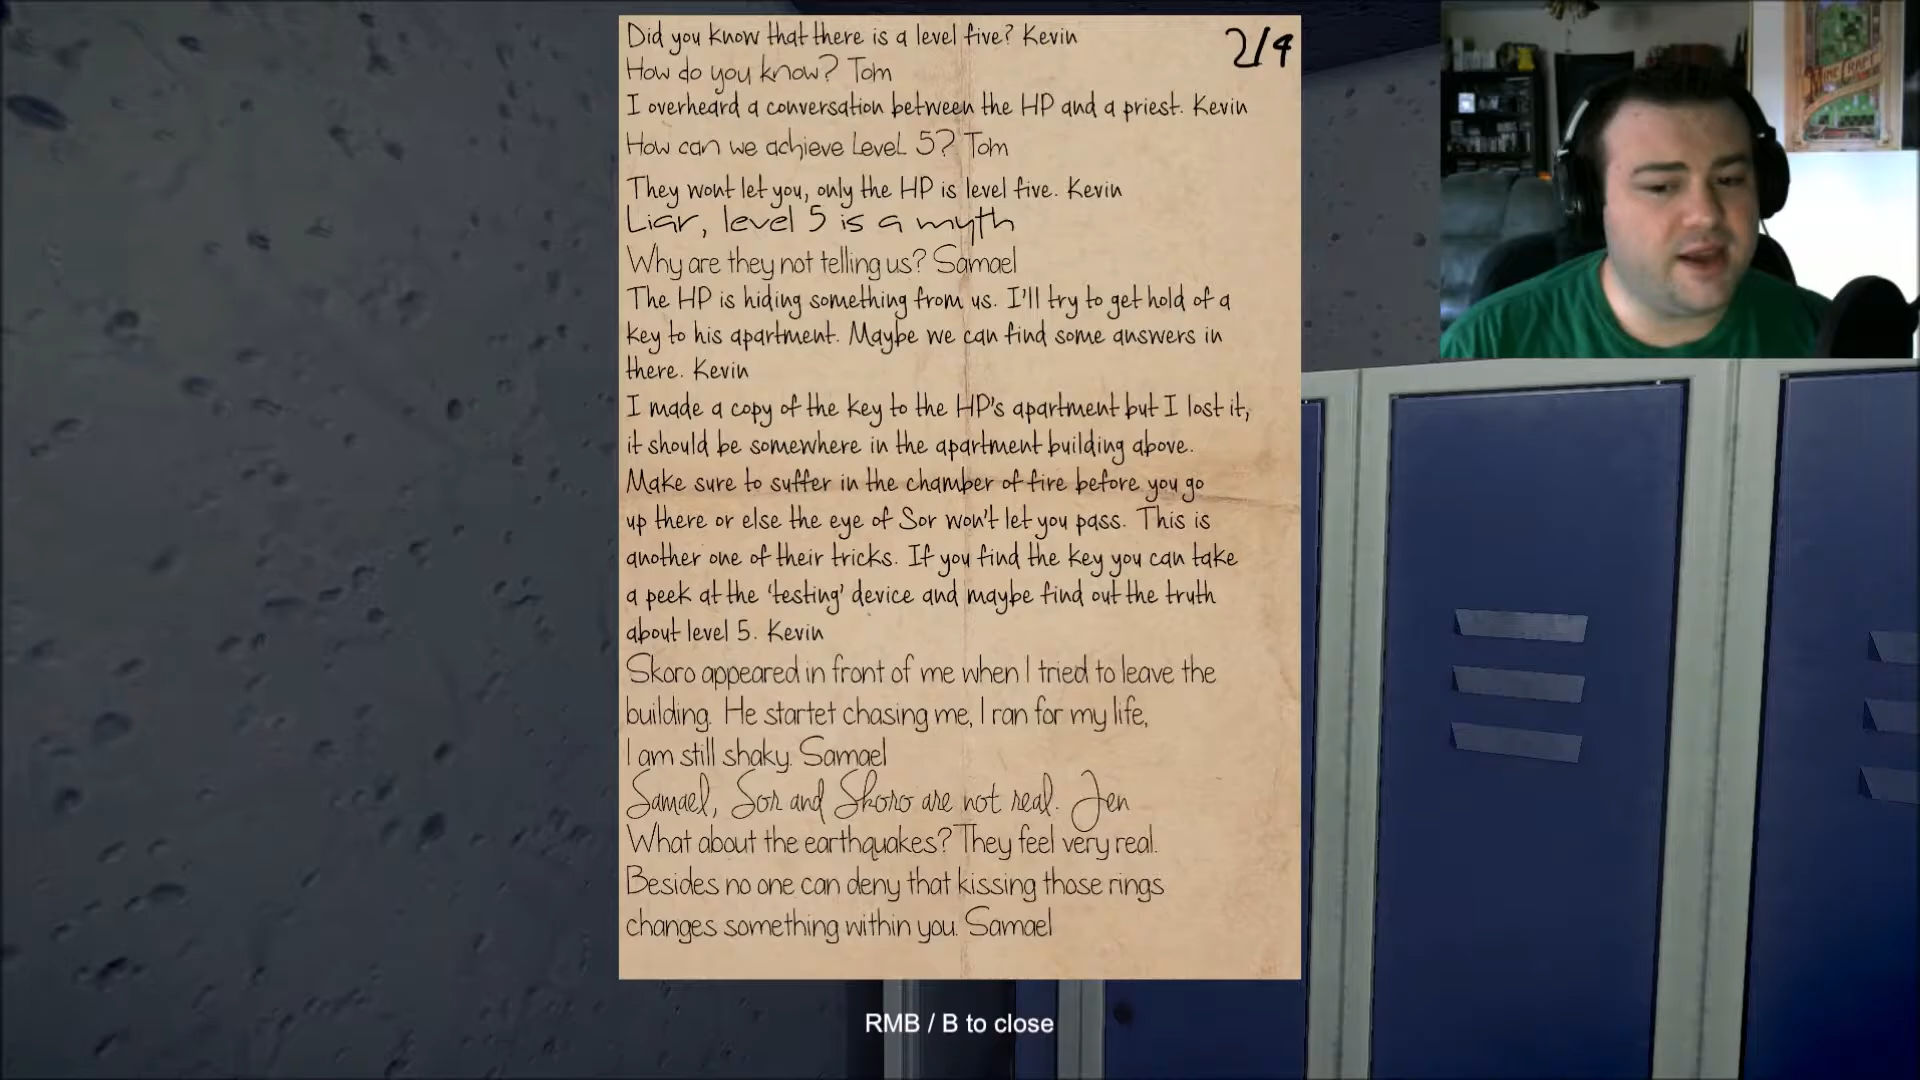 Did you know that there is a level five? Kevin
2/4
How do you know? Tom
I overheard a conversation between the HP and a priest. Kevin
How can we achieve Level 5? Tom
They wont let you, only the HP is level five. Kevin
Liar, level 5 is a myth
Why are they not telling us? Samael
The HP is hiding something from us. I'll try to get hold of a
key to his apartment. Maybe we can find some answers in
there. Kevin
I made a copy of the key to the HP's apartment but I lost it,
it should be somewhere in the apartment building above.
Make sure to suffer in the chamber of fire before you go
up there or else the eye of Sor won't let you pass. This is
another one of their tricks. If you find the key you can take
a peek at the 'testing' device and maybe find out the truth
about level 5. Kevin
Skoro appeared in front of me when I tried to leave the
building. He startet chasing me, I ran for my life,
I am still shaky. Samael
Samael, Sor and Skoro are not real. Jen
What about the earthquakes? They feel very real.
Besides no one can deny that kissing those rings
changes something within you. Samael
RMB / B to close